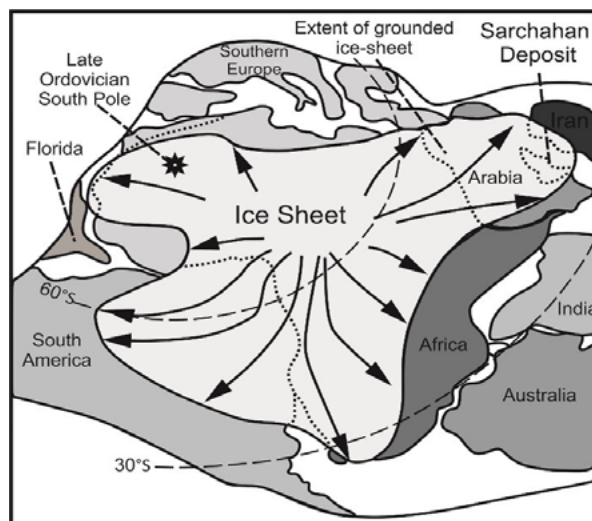 Late
Ordovician
South Pole
Southern
Europe
Extent of grounded
ice-sheet
Sarchahan
Deposit
Iran
Florida
Arabia
Ice Sheet
60°S
India
South
America
Africa
Australia
30°S